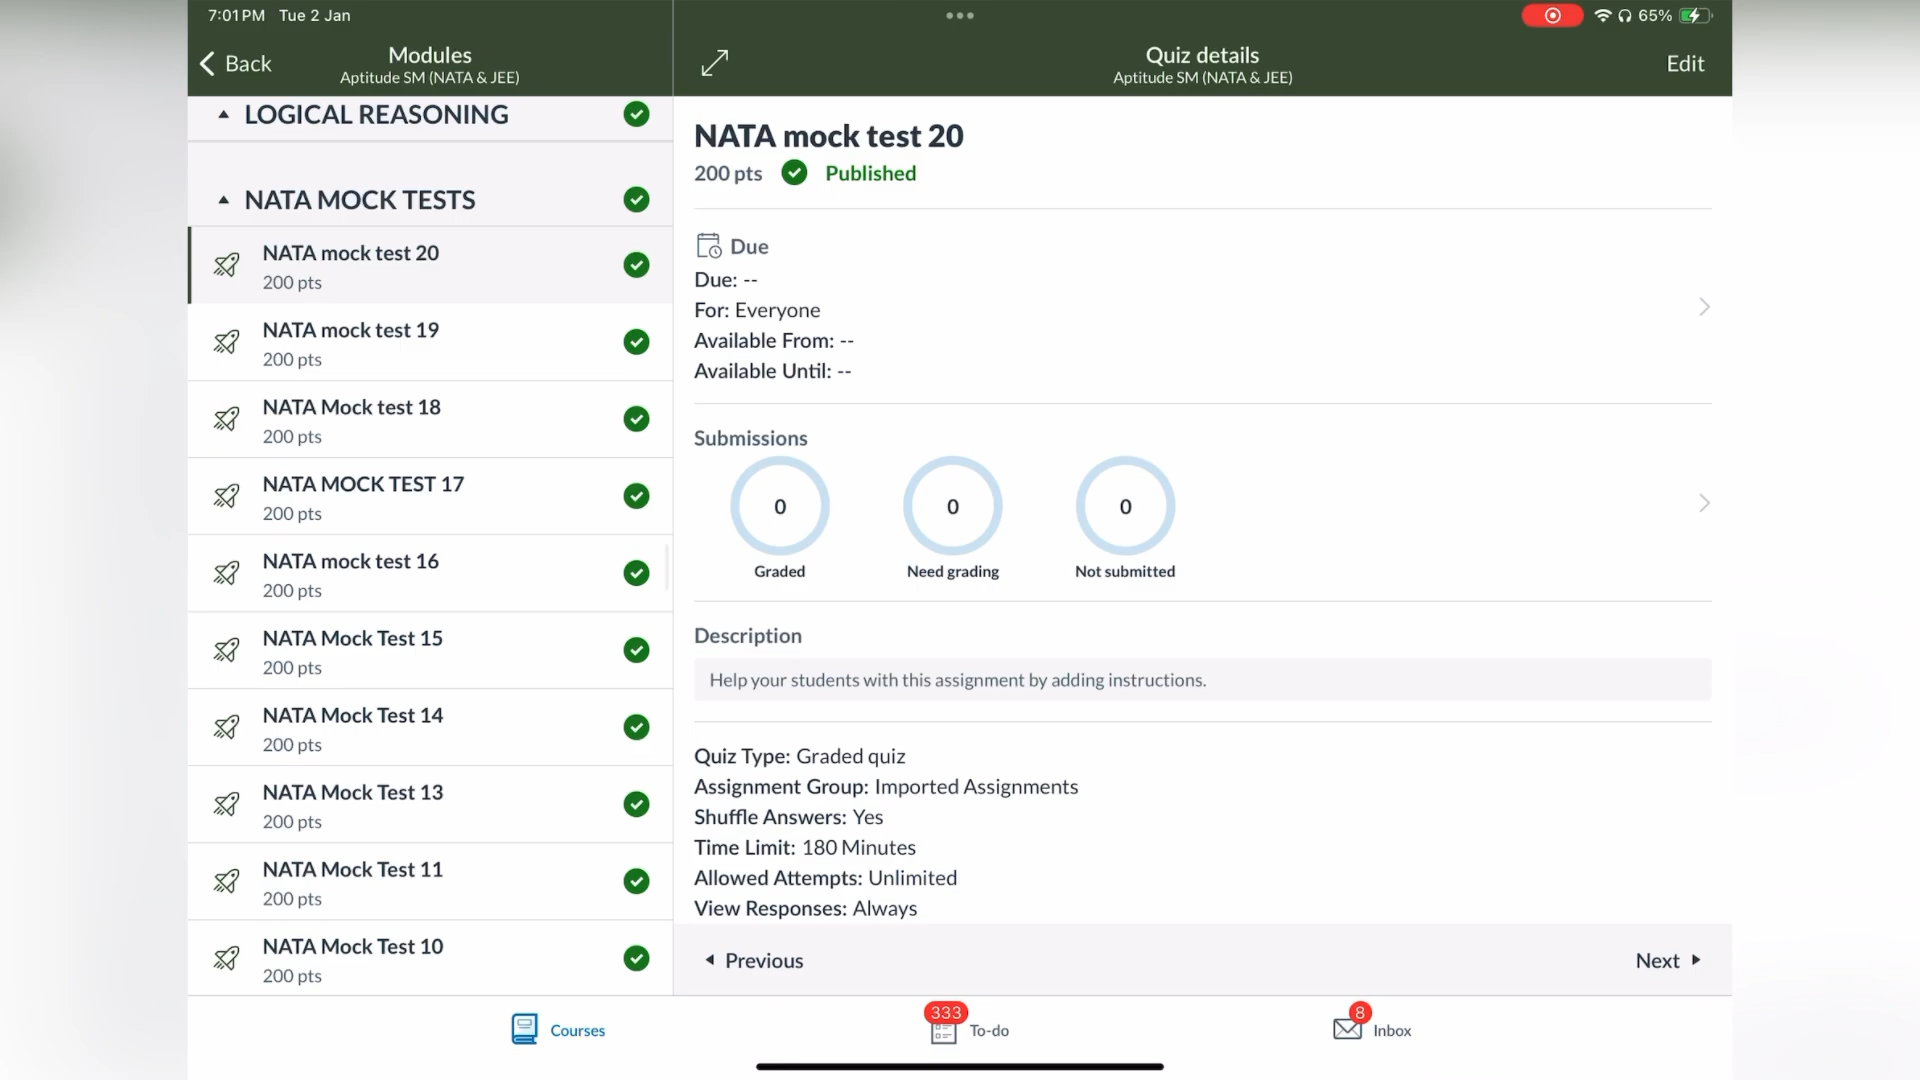 7:01PM Tue 2 Jan
65%
Back
Modules
Aptitude SM (NATA & JEE)
LOGICAL REASONING
NATA MOCK TESTS
NATA mock test 20
200 pts
NATA mock test 19
200 pts
NATA Mock test 18
200 pts
NATA MOCK TEST 17
200 pts
NATA mock test 16
200 pts
NATA Mock Test 15
200 pts
NATA Mock Test 14
200 pts
NATA Mock Test 13
200 pts
NATA Mock Test 11
200 pts
NATA Mock Test 10
200 pts
Quiz details
Aptitude SM (NATA & JEE)
Edit
NATA mock test 20
200 pts Published
Due
Due: --
For: Everyone
Available From: --
Available Until: --
Submissions
0 0 0
Graded Need grading Not submitted
Description
Help your students with this assignment by adding instructions.
Quiz Type: Graded quiz
Assignment Group: Imported Assignments
Shuffle Answers: Yes
Time Limit: 180 Minutes
Allowed Attempts: Unlimited
View Responses: Always
Previous Next
Courses
333
To-do
8
Inbox